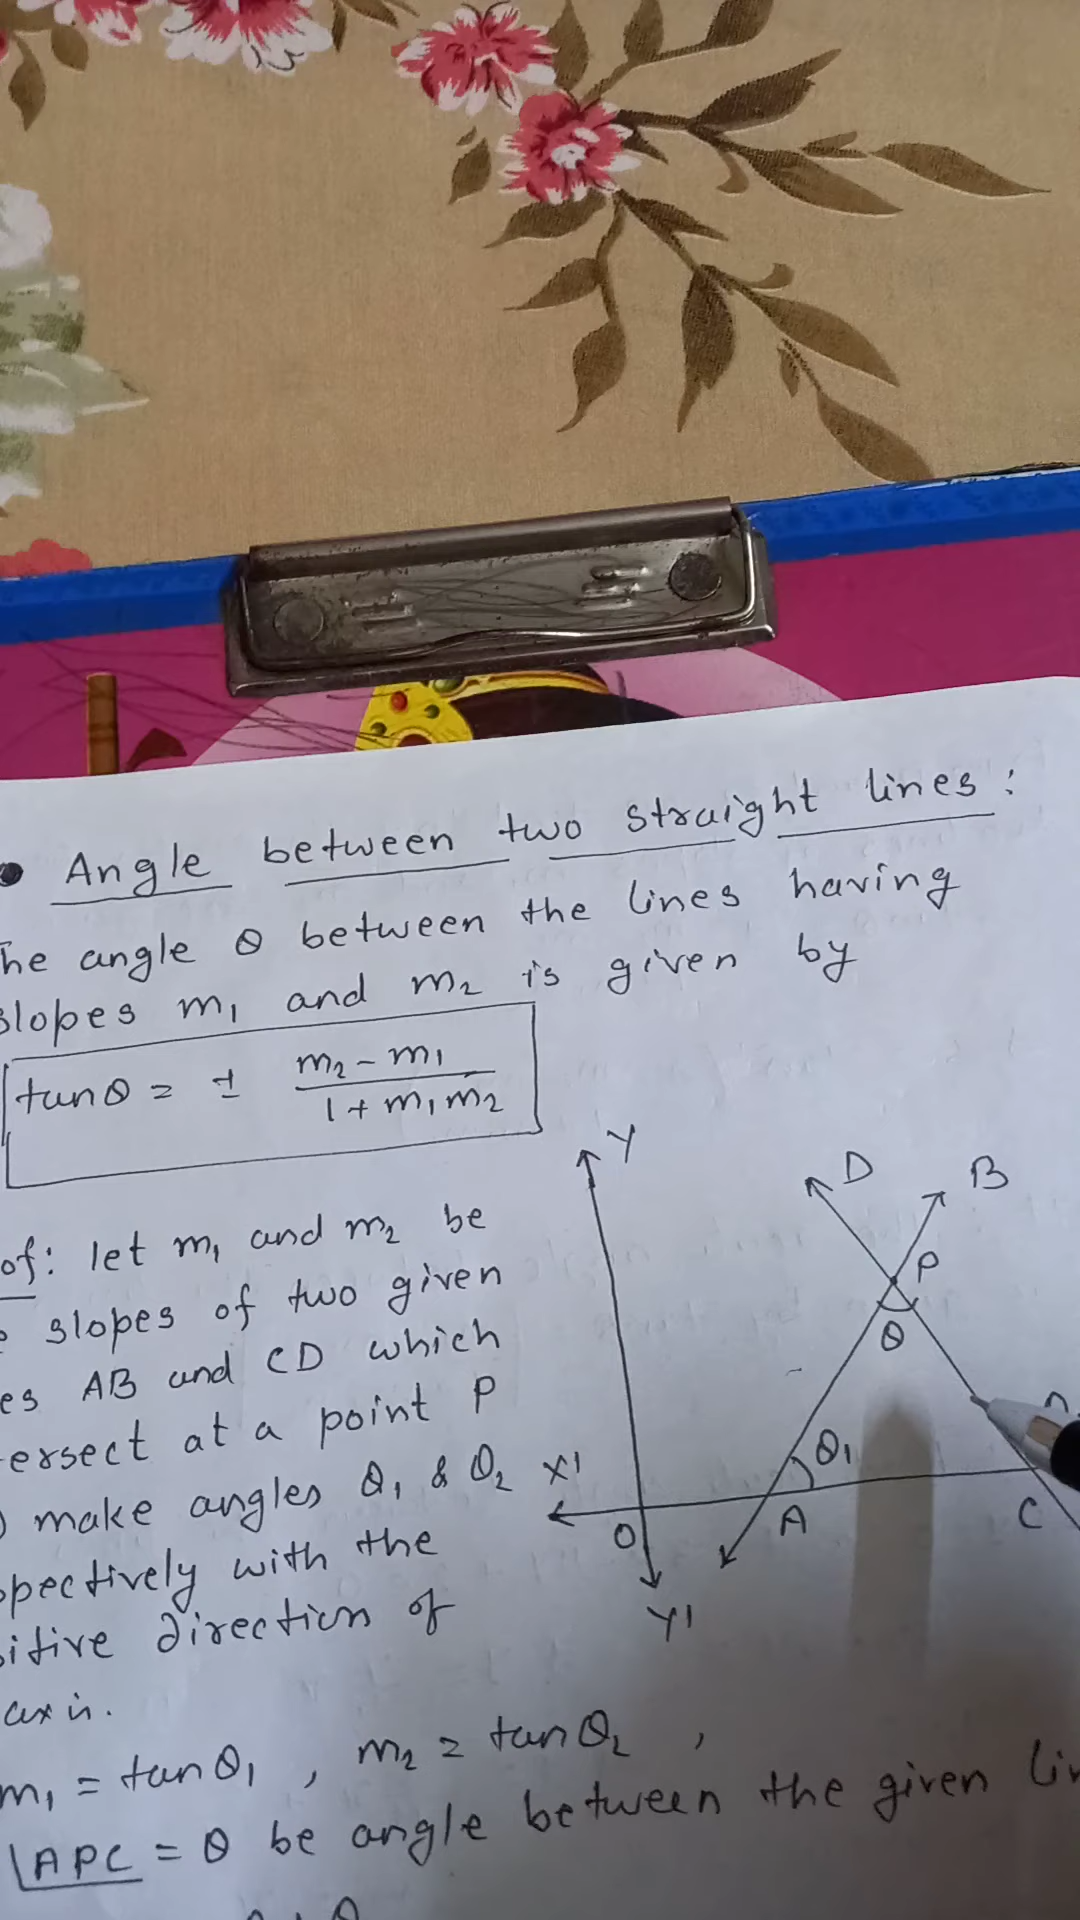 Angle between two straight lines:
The angle θ between the lines having
slopes m₁ and m₂ is given by
tanθ = ± (m₂ - m₁)/(1 + m₁m₂)
of: let m₁ and m₂ be
slopes of two given
es AB and CD which
ersect at a point P
make angles θ₁ & θ₂
pectively with the
sitive direction of
axis.
m₁ = tanθ₁, m₂ = tanθ₂,
∠APC = θ be angle between the given lin
Y
D
B
P
θ
θ₁
X'
O
A
C
Y'